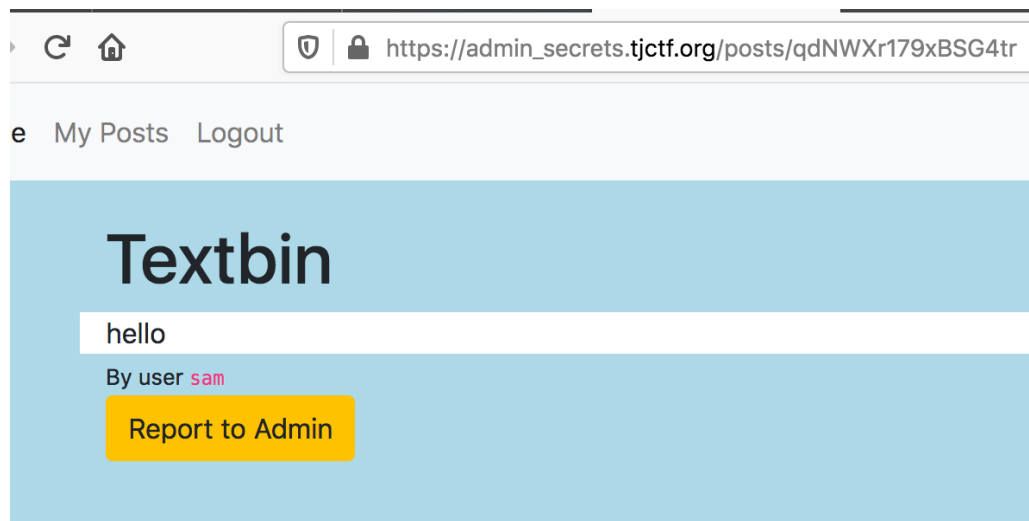 https://admin_secrets.tjctf.org/posts/qdNWXr179xBSG4tr
e My Posts Logout
Textbin
hello
By user sam
Report to Admin